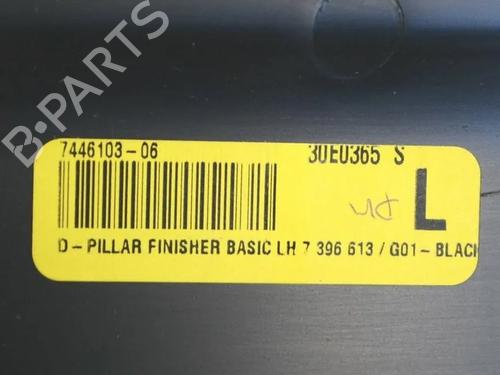 B-PARTS
7446103-06
30E0365 S
L
D-PILLAR FINISHER BASIC LH 7 396 613 / G01-BLACK